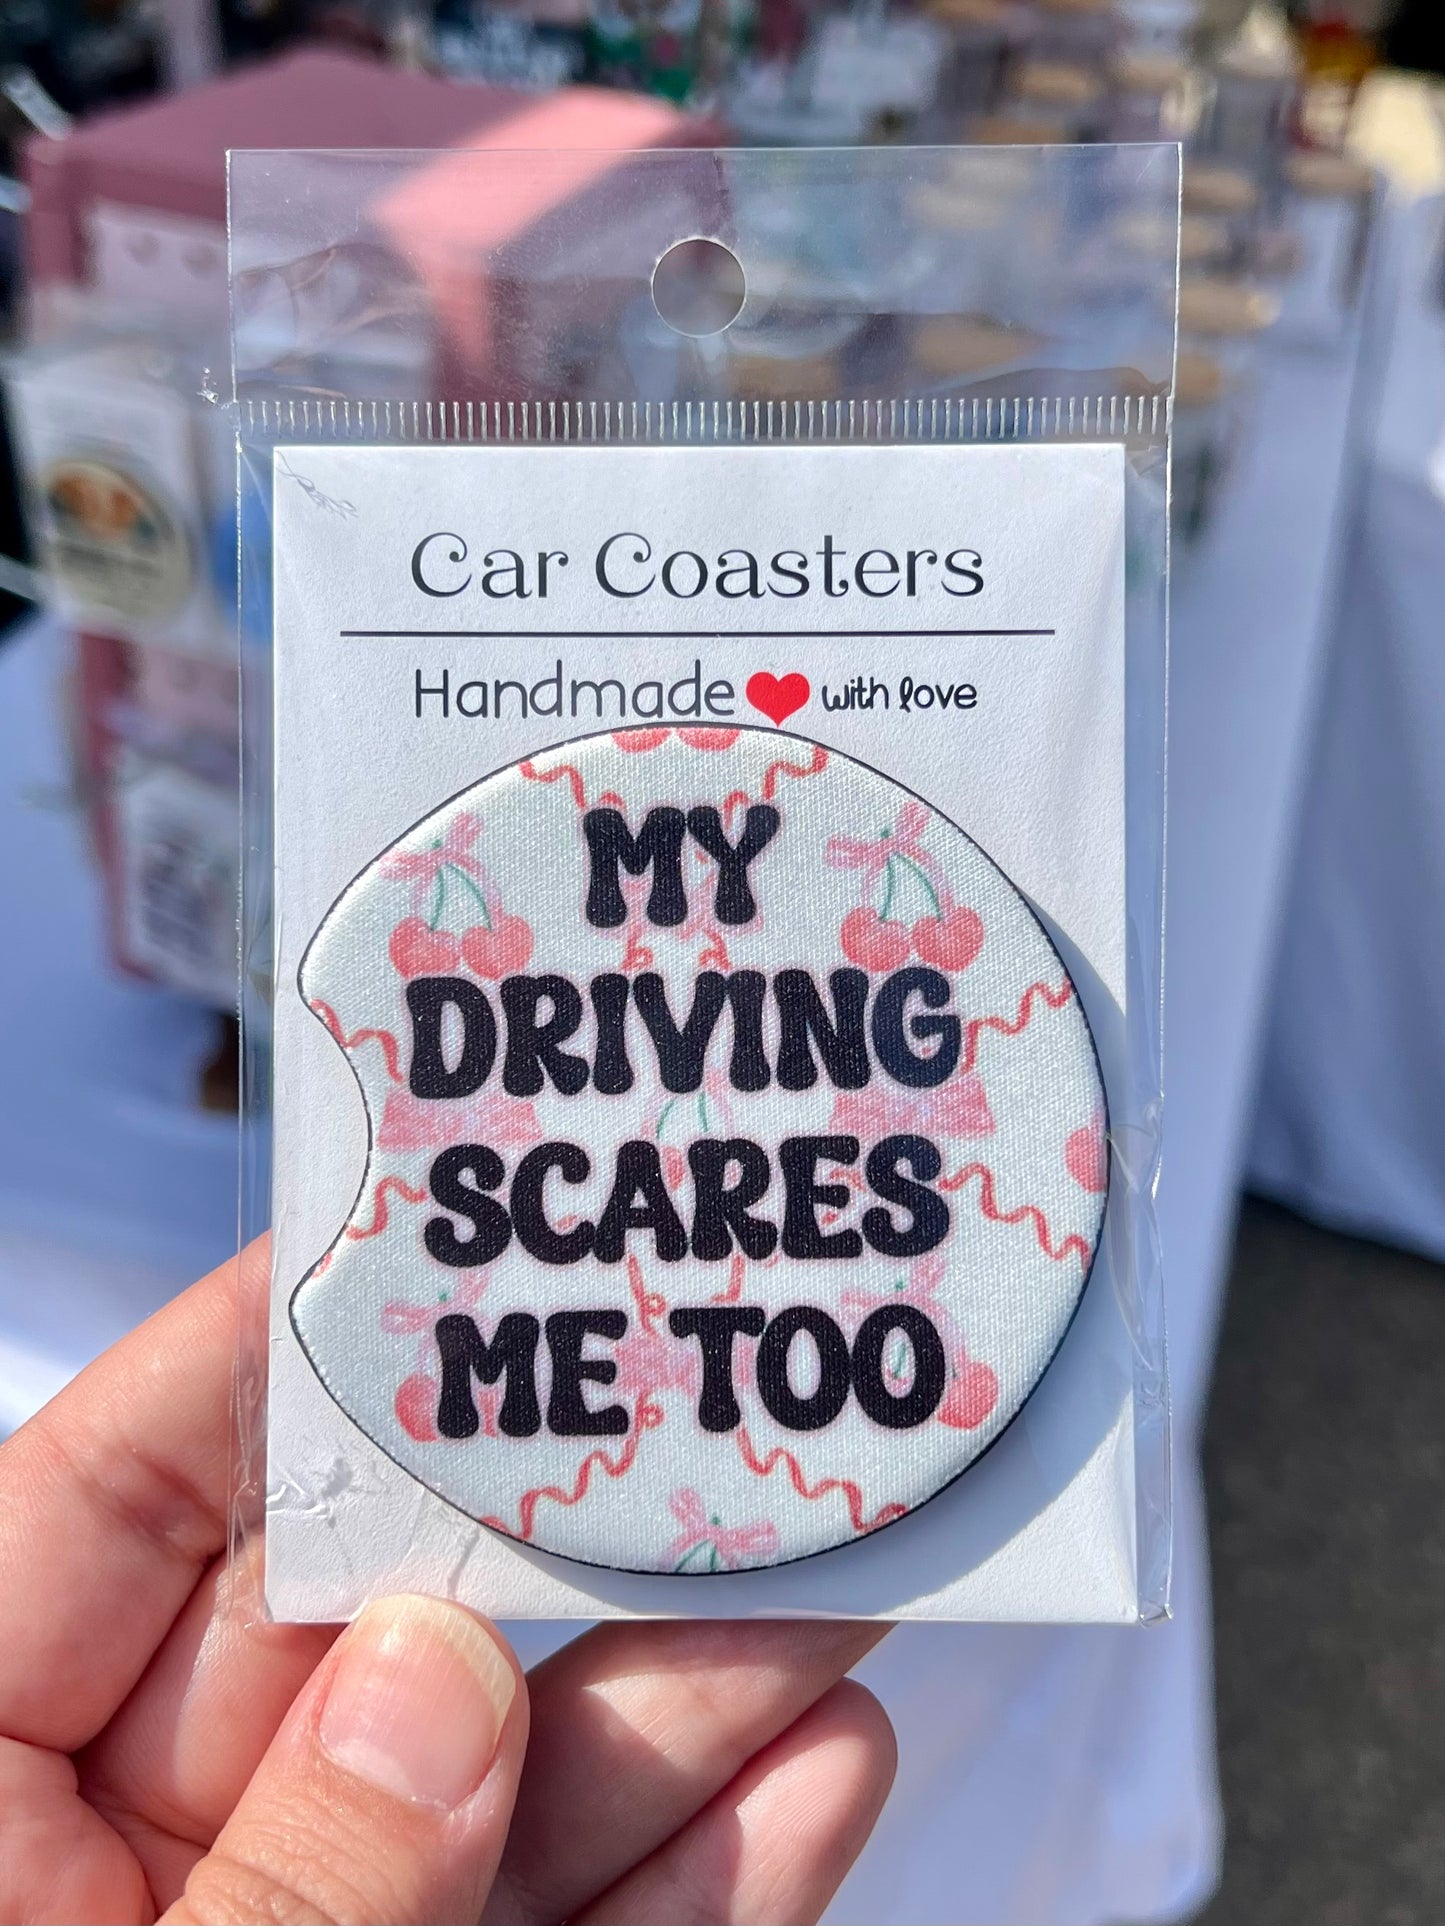 Car Coasters
Handmade with love
MY
DRIVING
SCARES
ME TOO